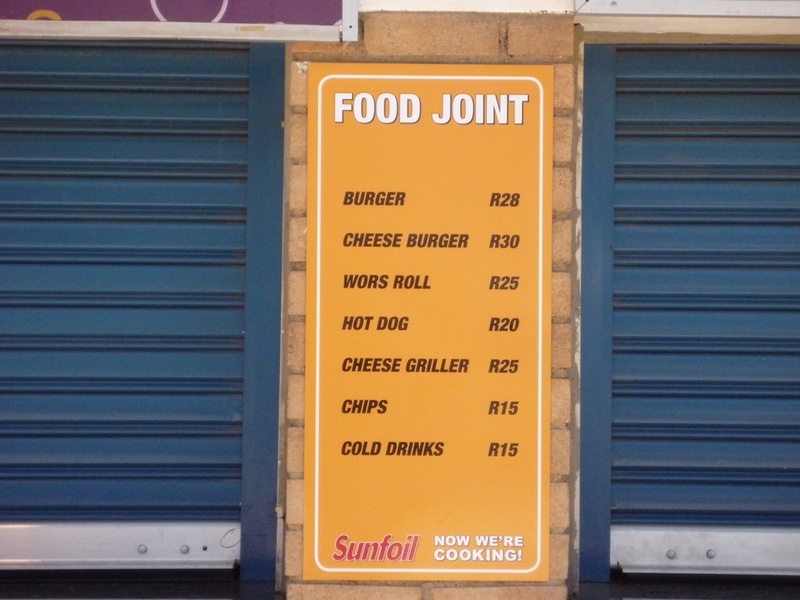 FOOD JOINT
BURGER R28
CHEESE BURGER R30
WORS ROLL R25
HOT DOG R20
CHEESE GRILLER R25
CHIPS R15
COLD DRINKS R15
Sunfoil NOW WE'RE
COOKING!